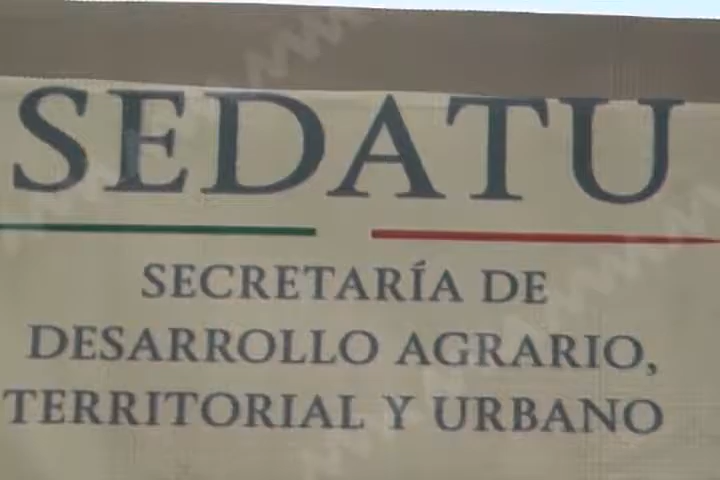 SEDATU
SECRETARÍA DE
DESARROLLO AGRARIO,
TERRITORIAL Y URBANO